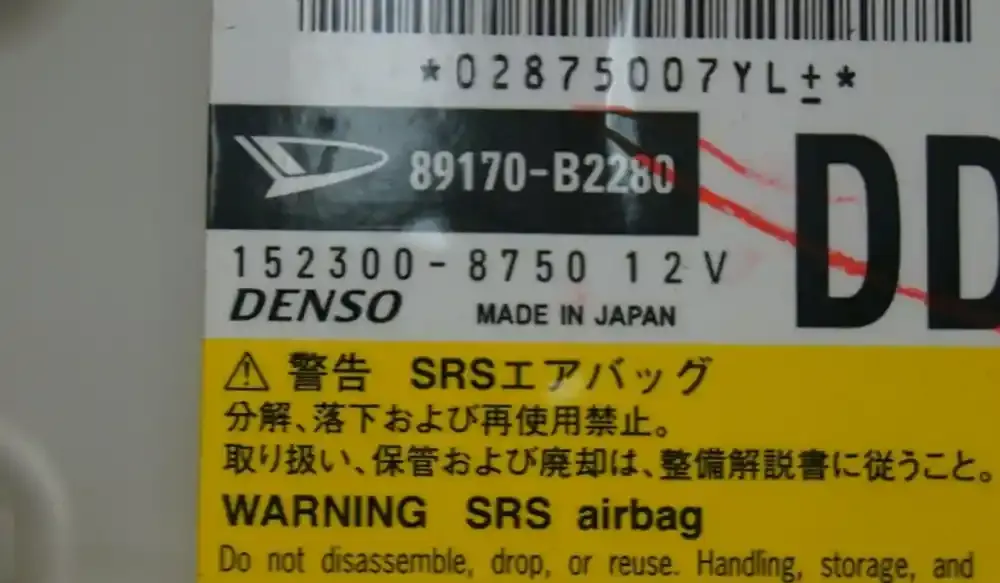 *02875007YL±*
89170-B2280
DD
152300-8750 12V
DENSO MADE IN JAPAN
⚠ 警告 SRSエアバッグ
分解、落下および再使用禁止。
取り扱い、保管および廃却は、整備解説書に従うこと。
WARNING SRS airbag
Do not disassemble, drop, or reuse. Handling, storage, and